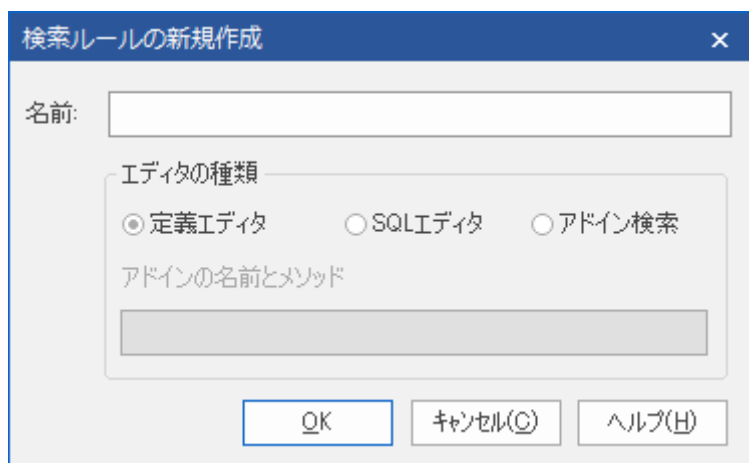 検索ルールの新規作成
名前:
エディタの種類
定義エディタ SQLエディタ アドイン検索
アドインの名前とメソッド
OK キャンセル(C) ヘルプ(H)